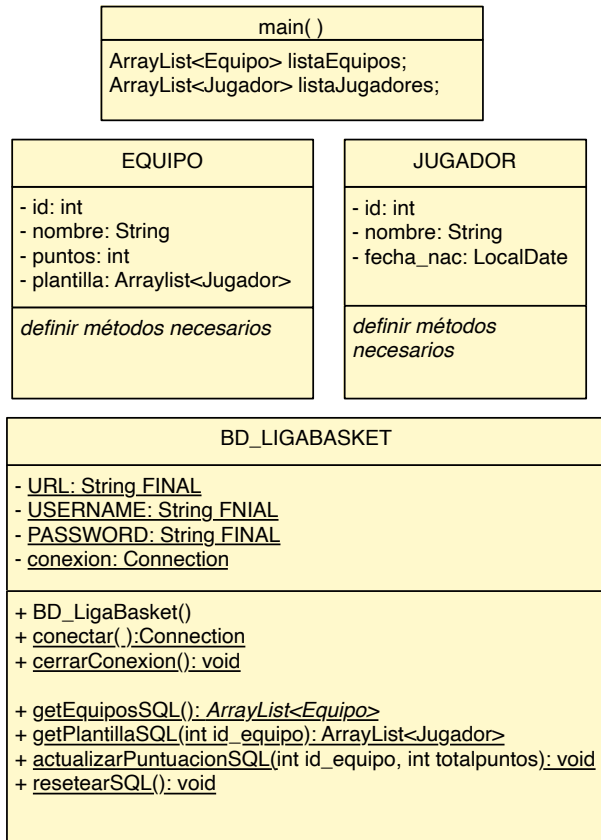 main( )
ArrayList<Equipo> listaEquipos;
ArrayList<Jugador> listaJugadores;
EQUIPO
- id: int
- nombre: String
- puntos: int
- plantilla: Arraylist<Jugador>
definir métodos necesarios
JUGADOR
- id: int
- nombre: String
- fecha_nac: LocalDate
definir métodos
necesarios
BD_LIGABASKET
- URL: String FINAL
- USERNAME: String FNIAL
- PASSWORD: String FINAL
- conexion: Connection
+ BD_LigaBasket()
+ conectar( ):Connection
+ cerrarConexion(): void
+ getEquiposSQL(): ArrayList<Equipo>
+ getPlantillaSQL(int id_equipo): ArrayList<Jugador>
+ actualizarPuntuacionSQL(int id_equipo, int totalpuntos): void
+ resetearSQL(): void